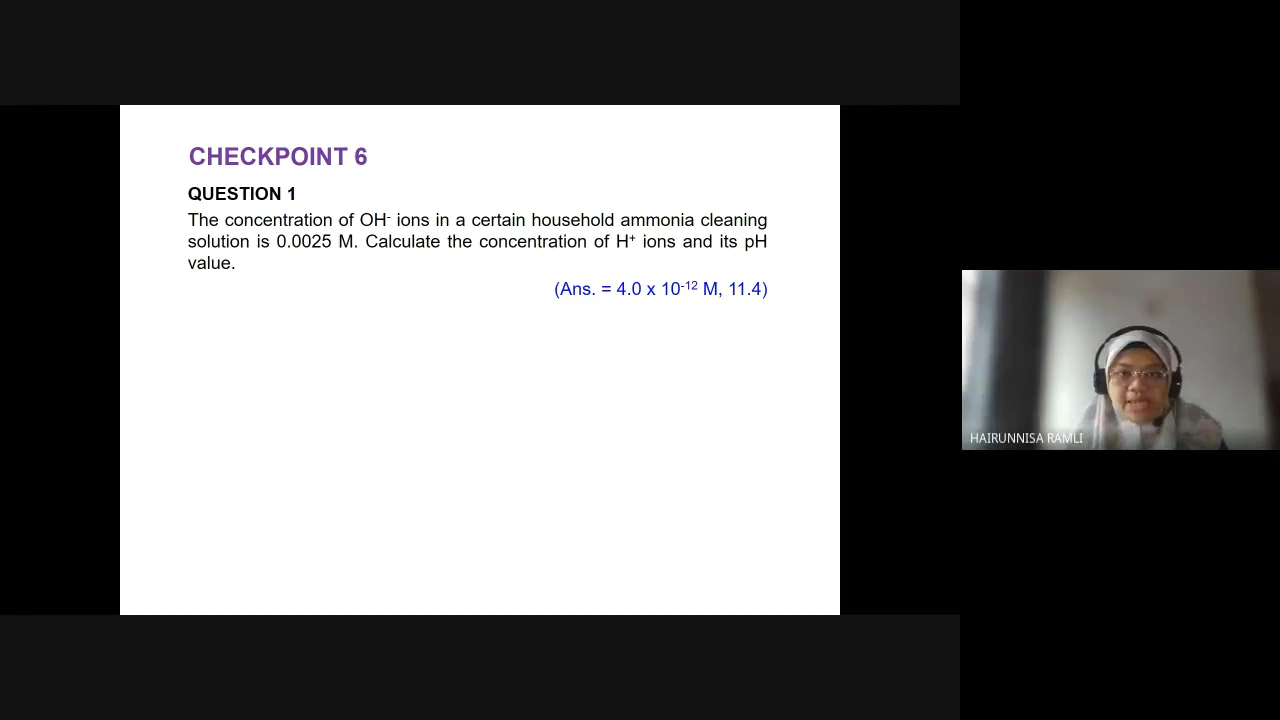 CHECKPOINT 6
QUESTION 1
The concentration of OH⁻ ions in a certain household ammonia cleaning
solution is 0.0025 M. Calculate the concentration of H⁺ ions and its pH
value.
(Ans. = 4.0 x 10⁻¹² M, 11.4)
HAIRUNNISA RAMLI